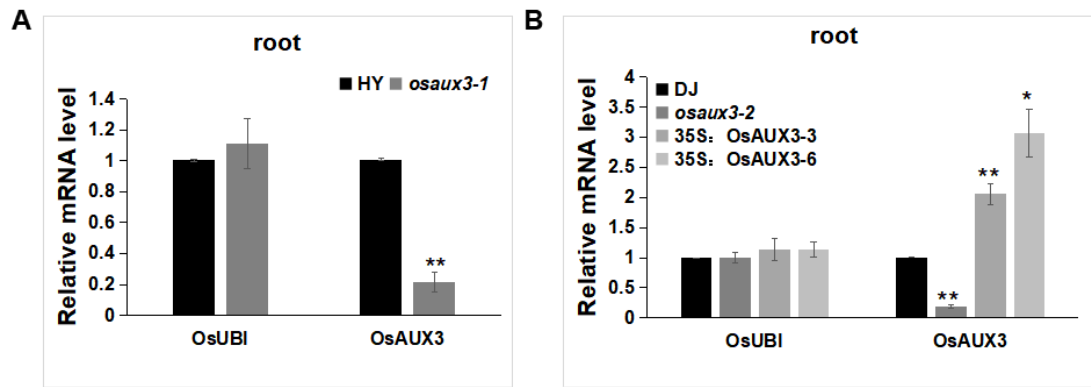 A
root
HY osaux3-1
Relative mRNA level
1.4
1.2
1
0.8
0.6
0.4
0.2
0
**
OsUBI OsAUX3
B
root
DJ
osaux3-2
35S：OsAUX3-3
35S：OsAUX3-6
Relative mRNA level
4
3.5
3
2.5
2
1.5
1
0.5
0
**
**
*
OsUBI OsAUX3